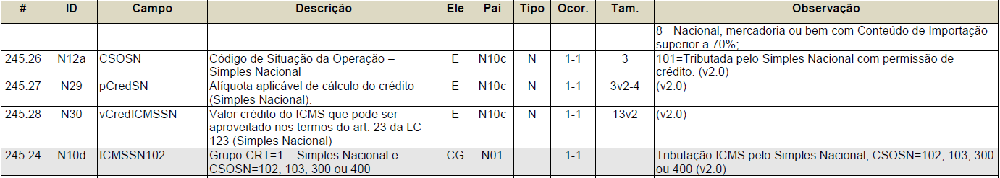 # ID Campo Descrição Ele Pai Tipo Ocor. Tam. Observação
8 - Nacional, mercadoria ou bem com Conteúdo de Importação
superior a 70%;
245.26 N12a CSOSN Código de Situação da Operação – E N10c N 1-1 3 101=Tributada pelo Simples Nacional com permissão de
Simples Nacional crédito. (v2.0)
245.27 N29 pCredSN Alíquota aplicável de cálculo do crédito E N10c N 1-1 3v2-4 (v2.0)
(Simples Nacional).
245.28 N30 vCredICMSSN Valor crédito do ICMS que pode ser E N10c N 1-1 13v2 (v2.0)
aproveitado nos termos do art. 23 da LC
123 (Simples Nacional)
245.24 N10d ICMSSN102 Grupo CRT=1 – Simples Nacional e CG N01 1-1 Tributação ICMS pelo Simples Nacional, CSOSN=102, 103, 300
CSOSN=102, 103, 300 ou 400 ou 400 (v2.0)